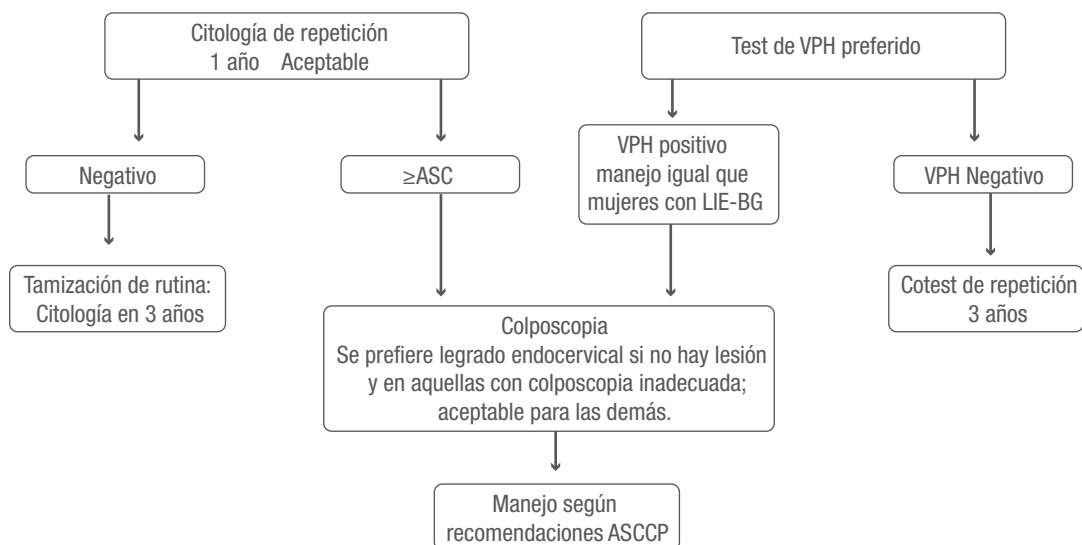 Citología de repetición
1 año Aceptable
Test de VPH preferido
Negativo
≥ASC
VPH positivo
manejo igual que
mujeres con LIE-BG
VPH Negativo
Tamización de rutina:
Citología en 3 años
Colposcopia
Se prefiere legrado endocervical si no hay lesión
y en aquellas con colposcopia inadecuada;
aceptable para las demás.
Cotest de repetición
3 años
Manejo según
recomendaciones ASCCP